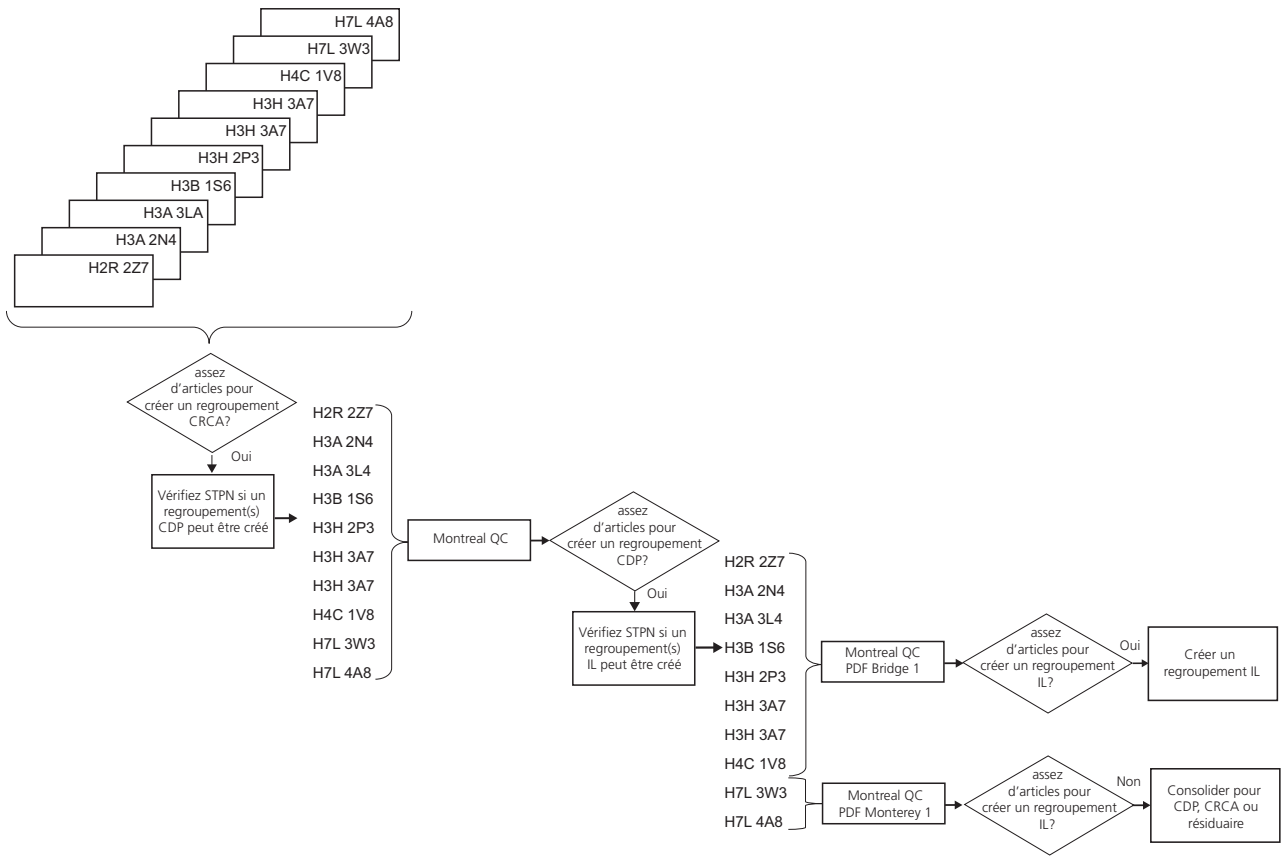 H7L 4A8
H7L 3W3
H4C 1V8
H3H 3A7
H3H 3A7
H3H 2P3
H3B 1S6
H3A 3LA
H3A 2N4
H2R 2Z7
assez
d'articles pour
créer un regroupement
CRCA?
Oui
Vérifiez STPN si un
regroupement(s)
CDP peut être créé
H2R 2Z7
H3A 2N4
H3A 3L4
H3B 1S6
H3H 2P3
H3H 3A7
H3H 3A7
H4C 1V8
H7L 3W3
H7L 4A8
Montreal QC
assez
d'articles pour
créer un regroupement
CDP?
Oui
Vérifiez STPN si un
regroupement(s)
IL peut être créé
H2R 2Z7
H3A 2N4
H3A 3L4
H3B 1S6
H3H 2P3
H3H 3A7
H3H 3A7
H4C 1V8
H7L 3W3
H7L 4A8
Montreal QC
PDF Bridge 1
assez
d'articles pour
créer un regroupement
IL?
Oui
Créer un
regroupement IL
Montreal QC
PDF Monterey 1
assez
d'articles pour
créer un regroupement
IL?
Non
Consolider pour
CDP, CRCA ou
résiduaire